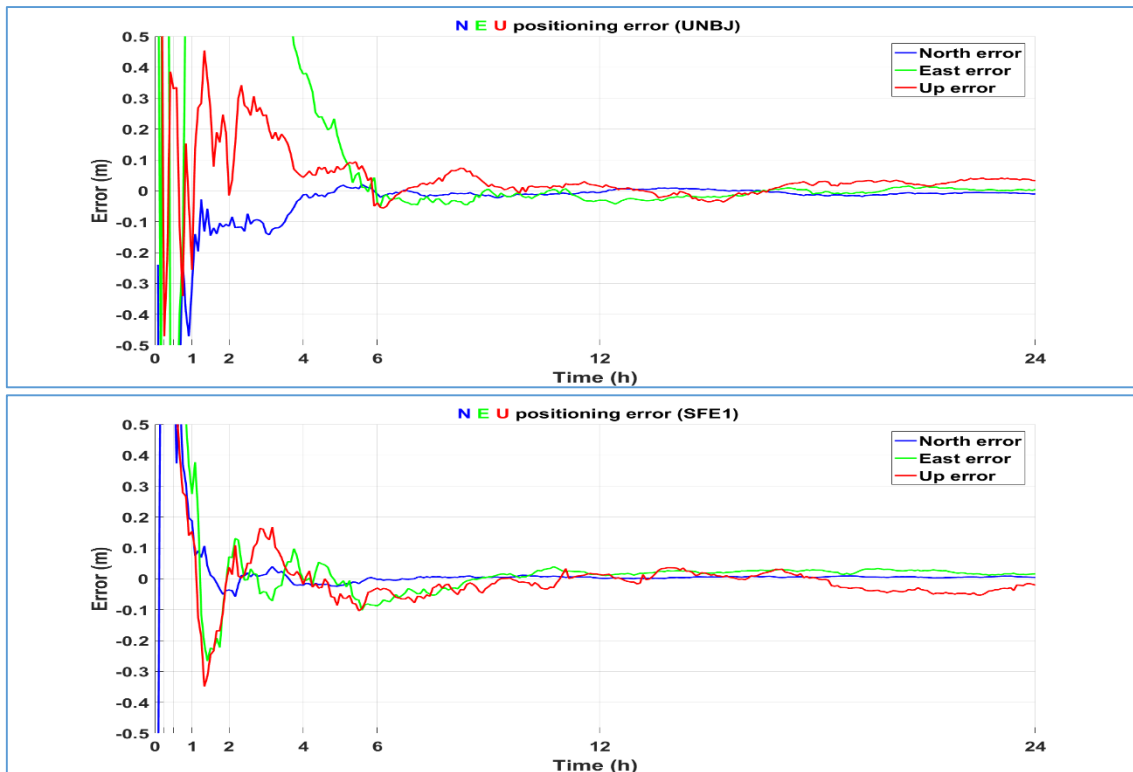 N E U positioning error (UNBJ)
0.5
0.4
0.3
0.2
0.1
0
-0.1
-0.2
-0.3
-0.4
-0.5
Error (m)
North error
East error
Up error
0 1 2 4 6 12 24
Time (h)
N E U positioning error (SFE1)
0.5
0.4
0.3
0.2
0.1
0
-0.1
-0.2
-0.3
-0.4
-0.5
Error (m)
North error
East error
Up error
0 1 2 4 6 12 24
Time (h)